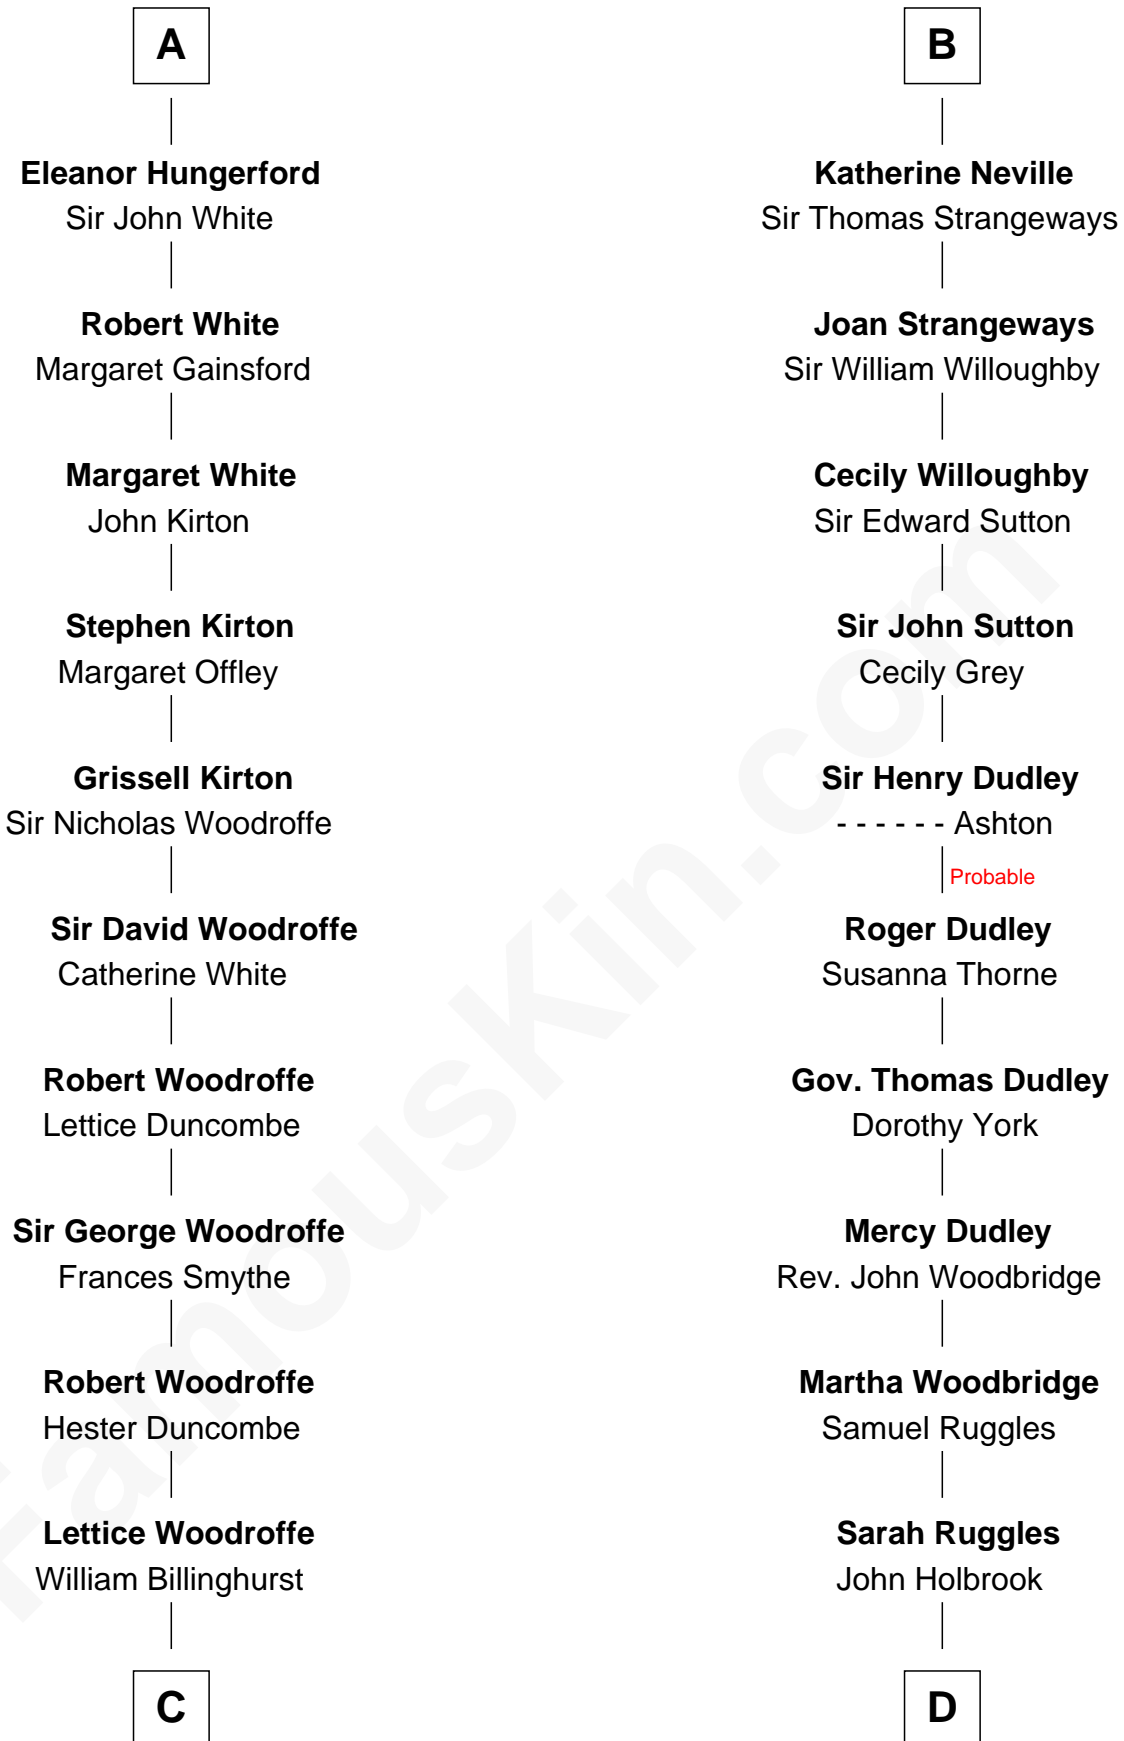 A
Eleanor Hungerford
Sir John White
Robert White
Margaret Gainsford
Margaret White
John Kirton
Stephen Kirton
Margaret Offley
Grissell Kirton
Sir Nicholas Woodroffe
Sir David Woodroffe
Catherine White
Robert Woodroffe
Lettice Duncombe
Sir George Woodroffe
Frances Smythe
Robert Woodroffe
Hester Duncombe
Lettice Woodroffe
William Billinghurst
C
B
Katherine Neville
Sir Thomas Strangeways
Joan Strangeways
Sir William Willoughby
Cecily Willoughby
Sir Edward Sutton
Sir John Sutton
Cecily Grey
Sir Henry Dudley
- - - - - - Ashton
Probable
Roger Dudley
Susanna Thorne
Gov. Thomas Dudley
Dorothy York
Mercy Dudley
Rev. John Woodbridge
Martha Woodbridge
Samuel Ruggles
Sarah Ruggles
John Holbrook
D
FamousKin.com